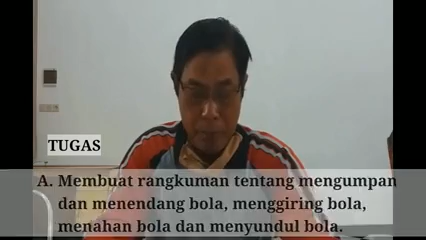 TUGAS
A. Membuat rangkuman tentang mengumpan
dan menendang bola, menggiring bola,
menahan bola dan menyundul bola.